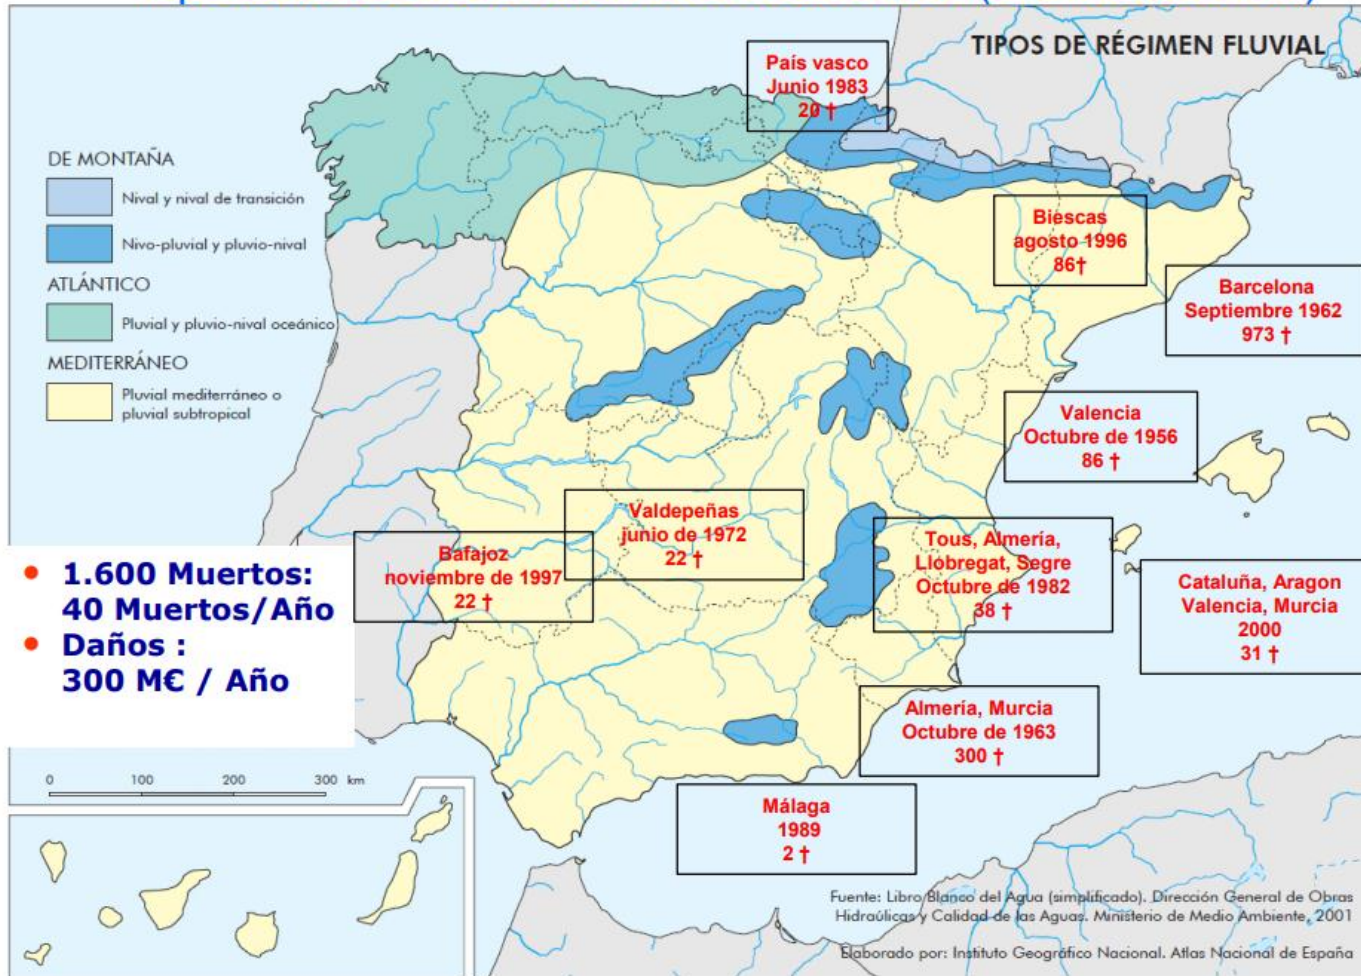 TIPOS DE RÉGIMEN FLUVIAL
País vasco
Junio 1983
20 †
DE MONTAÑA
Nival y nival de transición
Nivo-pluvial y pluvio-nival
ATLÁNTICO
Pluvial y pluvio-nival oceánico
MEDITERRÁNEO
Pluvial mediterráneo o
pluvial subtropical
Biescas
agosto 1996
86†
Barcelona
Septiembre 1962
973 †
Valencia
Octubre de 1956
86 †
Valdepeñas
junio de 1972
22 †
Bafajoz
noviembre de 1997
22 †
Tous, Almería,
Llobregat, Segre
Octubre de 1982
38 †
Cataluña, Aragon
Valencia, Murcia
2000
31 †
• 1.600 Muertos:
40 Muertos/Año
• Daños :
300 M€ / Año
Almería, Murcia
Octubre de 1963
300 †
Málaga
1989
2 †
0 100 200 300 km
Fuente: Libro Blanco del Agua (simplificado). Dirección General de Obras
Hidraúlicas y Calidad de las Aguas. Ministerio de Medio Ambiente, 2001
Elaborado por: Instituto Geográfico Nacional. Atlas Nacional de España